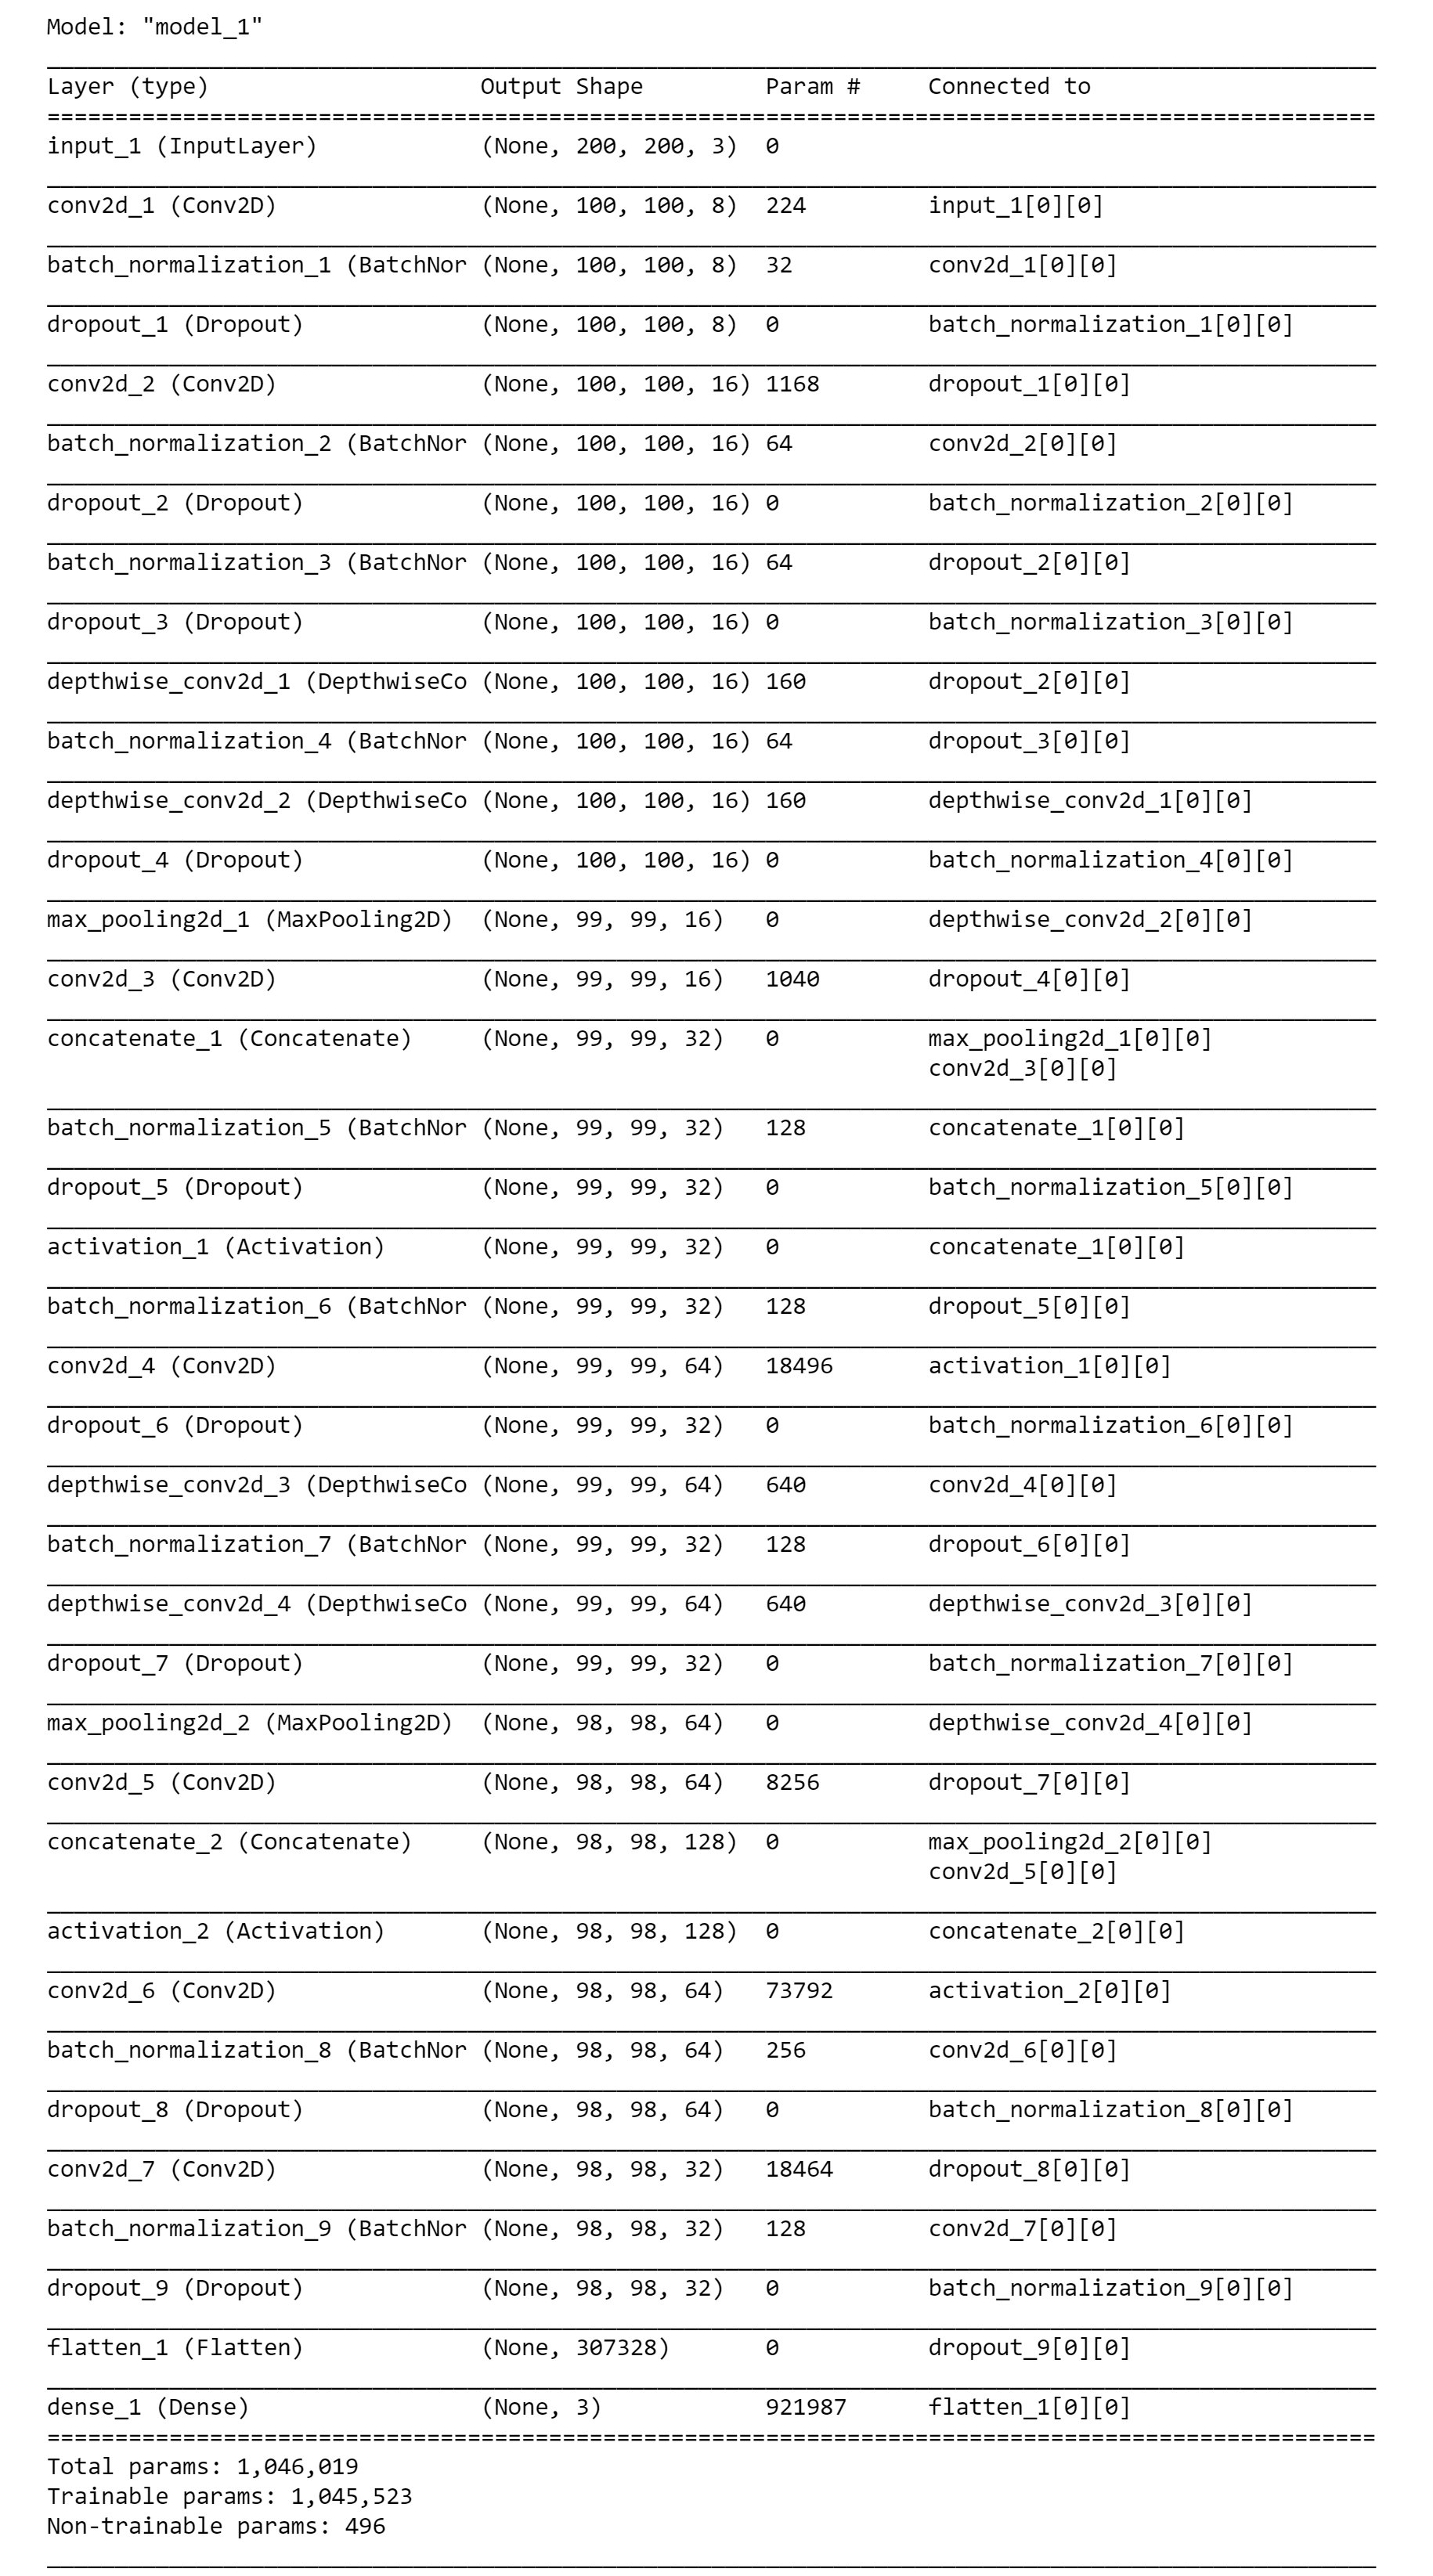 Model: "model_1"
Layer (type) Output Shape Param # Connected to
input_1 (InputLayer) (None, 200, 200, 3) 0
conv2d_1 (Conv2D) (None, 100, 100, 8) 224 input_1[0][0]
batch_normalization_1 (BatchNor (None, 100, 100, 8) 32 conv2d_1[0][0]
dropout_1 (Dropout) (None, 100, 100, 8) 0 batch_normalization_1[0][0]
conv2d_2 (Conv2D) (None, 100, 100, 16) 1168 dropout_1[0][0]
batch_normalization_2 (BatchNor (None, 100, 100, 16) 64 conv2d_2[0][0]
dropout_2 (Dropout) (None, 100, 100, 16) 0 batch_normalization_2[0][0]
batch_normalization_3 (BatchNor (None, 100, 100, 16) 64 dropout_2[0][0]
dropout_3 (Dropout) (None, 100, 100, 16) 0 batch_normalization_3[0][0]
depthwise_conv2d_1 (DepthwiseCo (None, 100, 100, 16) 160 dropout_2[0][0]
batch_normalization_4 (BatchNor (None, 100, 100, 16) 64 dropout_3[0][0]
depthwise_conv2d_2 (DepthwiseCo (None, 100, 100, 16) 160 depthwise_conv2d_1[0][0]
dropout_4 (Dropout) (None, 100, 100, 16) 0 batch_normalization_4[0][0]
max_pooling2d_1 (MaxPooling2D) (None, 99, 99, 16) 0 depthwise_conv2d_2[0][0]
conv2d_3 (Conv2D) (None, 99, 99, 16) 1040 dropout_4[0][0]
concatenate_1 (Concatenate) (None, 99, 99, 32) 0 max_pooling2d_1[0][0]
conv2d_3[0][0]
batch_normalization_5 (BatchNor (None, 99, 99, 32) 128 concatenate_1[0][0]
dropout_5 (Dropout) (None, 99, 99, 32) 0 batch_normalization_5[0][0]
activation_1 (Activation) (None, 99, 99, 32) 0 concatenate_1[0][0]
batch_normalization_6 (BatchNor (None, 99, 99, 32) 128 dropout_5[0][0]
conv2d_4 (Conv2D) (None, 99, 99, 64) 18496 activation_1[0][0]
dropout_6 (Dropout) (None, 99, 99, 32) 0 batch_normalization_6[0][0]
depthwise_conv2d_3 (DepthwiseCo (None, 99, 99, 64) 640 conv2d_4[0][0]
batch_normalization_7 (BatchNor (None, 99, 99, 32) 128 dropout_6[0][0]
depthwise_conv2d_4 (DepthwiseCo (None, 99, 99, 64) 640 depthwise_conv2d_3[0][0]
dropout_7 (Dropout) (None, 99, 99, 32) 0 batch_normalization_7[0][0]
max_pooling2d_2 (MaxPooling2D) (None, 98, 98, 64) 0 depthwise_conv2d_4[0][0]
conv2d_5 (Conv2D) (None, 98, 98, 64) 8256 dropout_7[0][0]
concatenate_2 (Concatenate) (None, 98, 98, 128) 0 max_pooling2d_2[0][0]
conv2d_5[0][0]
activation_2 (Activation) (None, 98, 98, 128) 0 concatenate_2[0][0]
conv2d_6 (Conv2D) (None, 98, 98, 64) 73792 activation_2[0][0]
batch_normalization_8 (BatchNor (None, 98, 98, 64) 256 conv2d_6[0][0]
dropout_8 (Dropout) (None, 98, 98, 64) 0 batch_normalization_8[0][0]
conv2d_7 (Conv2D) (None, 98, 98, 32) 18464 dropout_8[0][0]
batch_normalization_9 (BatchNor (None, 98, 98, 32) 128 conv2d_7[0][0]
dropout_9 (Dropout) (None, 98, 98, 32) 0 batch_normalization_9[0][0]
flatten_1 (Flatten) (None, 307328) 0 dropout_9[0][0]
dense_1 (Dense) (None, 3) 921987 flatten_1[0][0]
Total params: 1,046,019
Trainable params: 1,045,523
Non-trainable params: 496